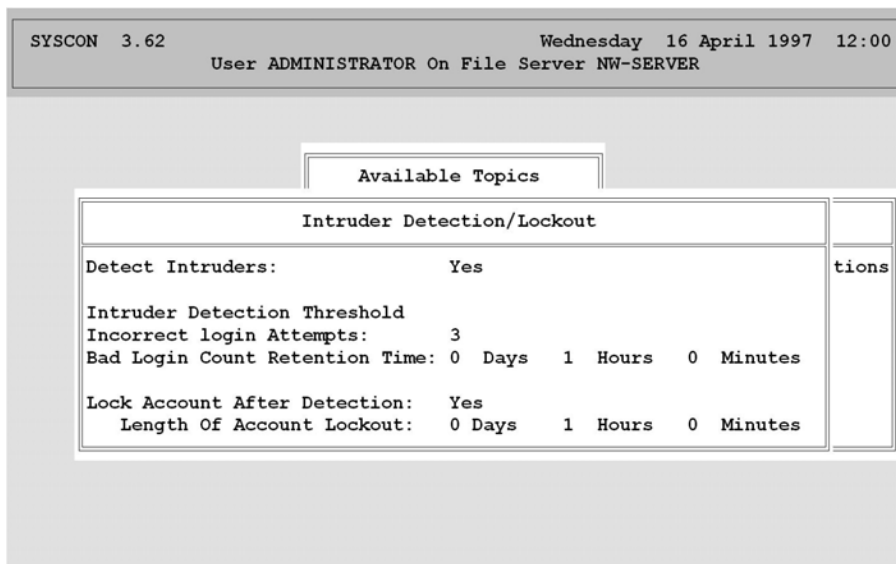 SYSCON 3.62 Wednesday 16 April 1997 12:00
User ADMINISTRATOR On File Server NW-SERVER
Available Topics
Intruder Detection/Lockout
Detect Intruders: Yes
tions
Intruder Detection Threshold
Incorrect login Attempts: 3
Bad Login Count Retention Time: 0 Days 1 Hours 0 Minutes
Lock Account After Detection: Yes
Length Of Account Lockout: 0 Days 1 Hours 0 Minutes